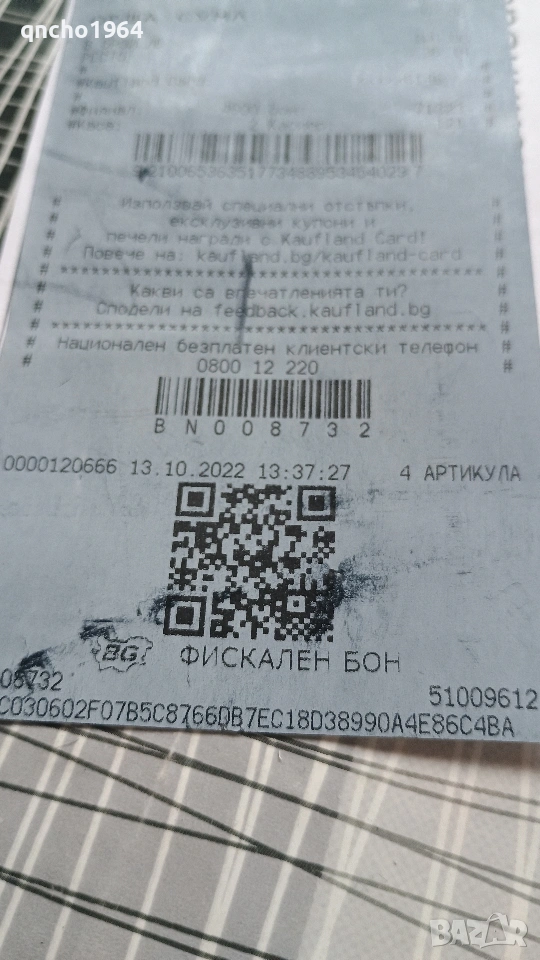 qncho1964
Използвай специални отстъпки,
ексклузивни купони и
печели награди с Kaufland Card!
Повече на: kaufland.bg/kaufland-card
Какви са впечатленията ти?
Сподели на feedback.kaufland.bg
Национален безплатен клиентски телефон
0800 12 220
BN008732
0000120666 13.10.2022 13:37:27 4 АРТИКУЛА
BG
ФИСКАЛЕН БОН
08732 51009612
C030602F07B5C8766DB7EC18D38990A4E86C4BA
BAZAR